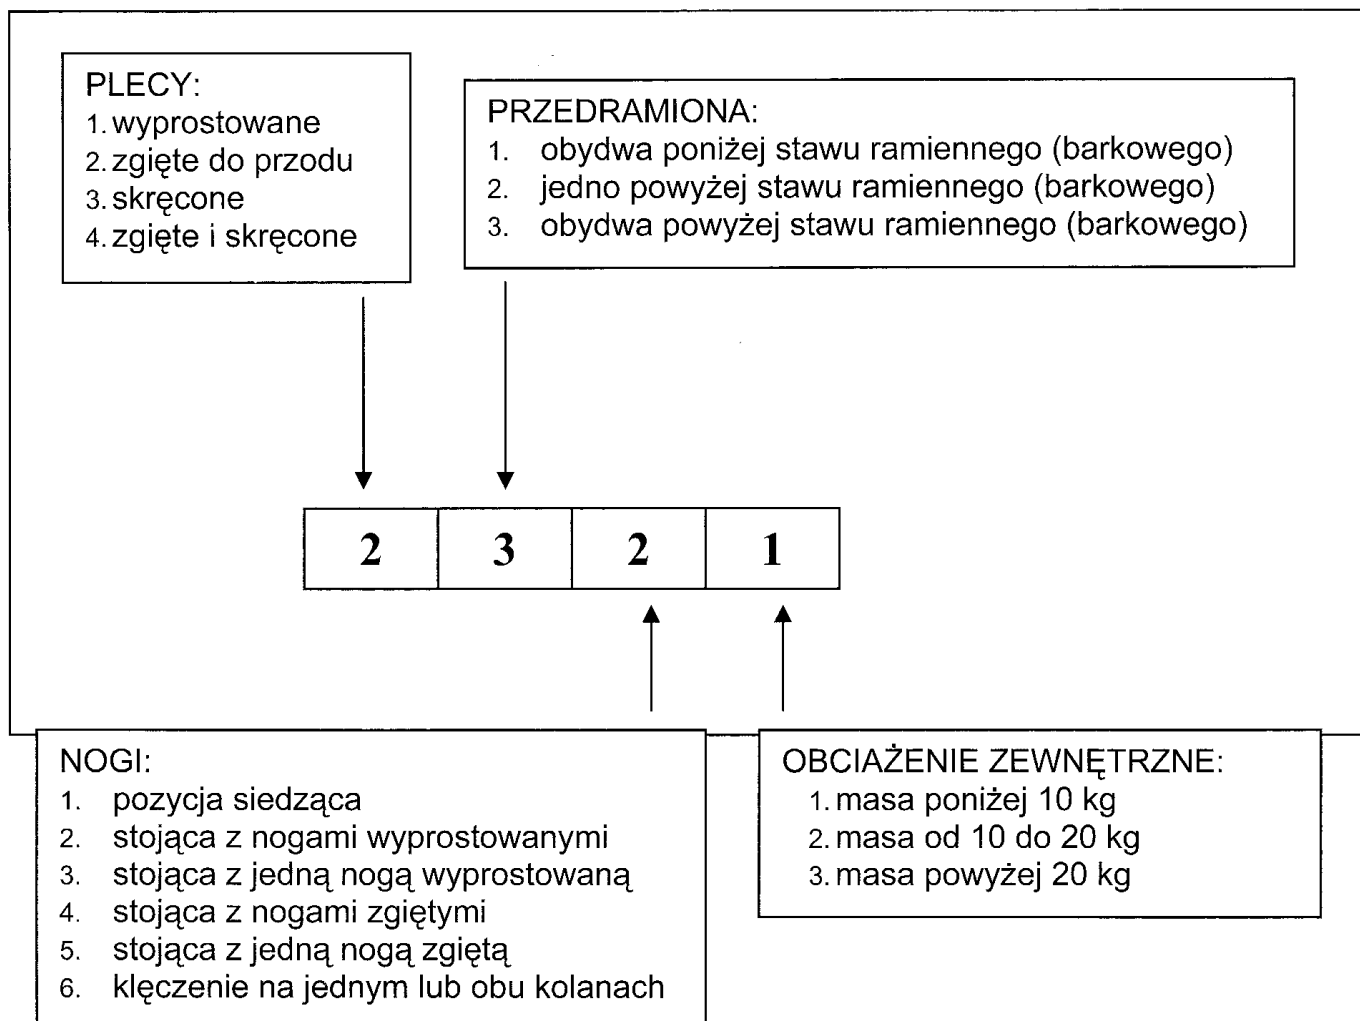 PLECY:
1. wyprostowane
2. zgięte do przodu
3. skręcone
4. zgięte i skręcone
PRZEDRAMIONA:
1. obydwa poniżej stawu ramiennego (barkowego)
2. jedno powyżej stawu ramiennego (barkowego)
3. obydwa powyżej stawu ramiennego (barkowego)
2 3 2 1
NOGI:
1. pozycja siedząca
2. stojąca z nogami wyprostowanymi
3. stojąca z jedną nogą wyprostowaną
4. stojąca z nogami zgiętymi
5. stojąca z jedną nogą zgiętą
6. klęczenie na jednym lub obu kolanach
OBCIAŻENIE ZEWNĘTRZNE:
1. masa poniżej 10 kg
2. masa od 10 do 20 kg
3. masa powyżej 20 kg